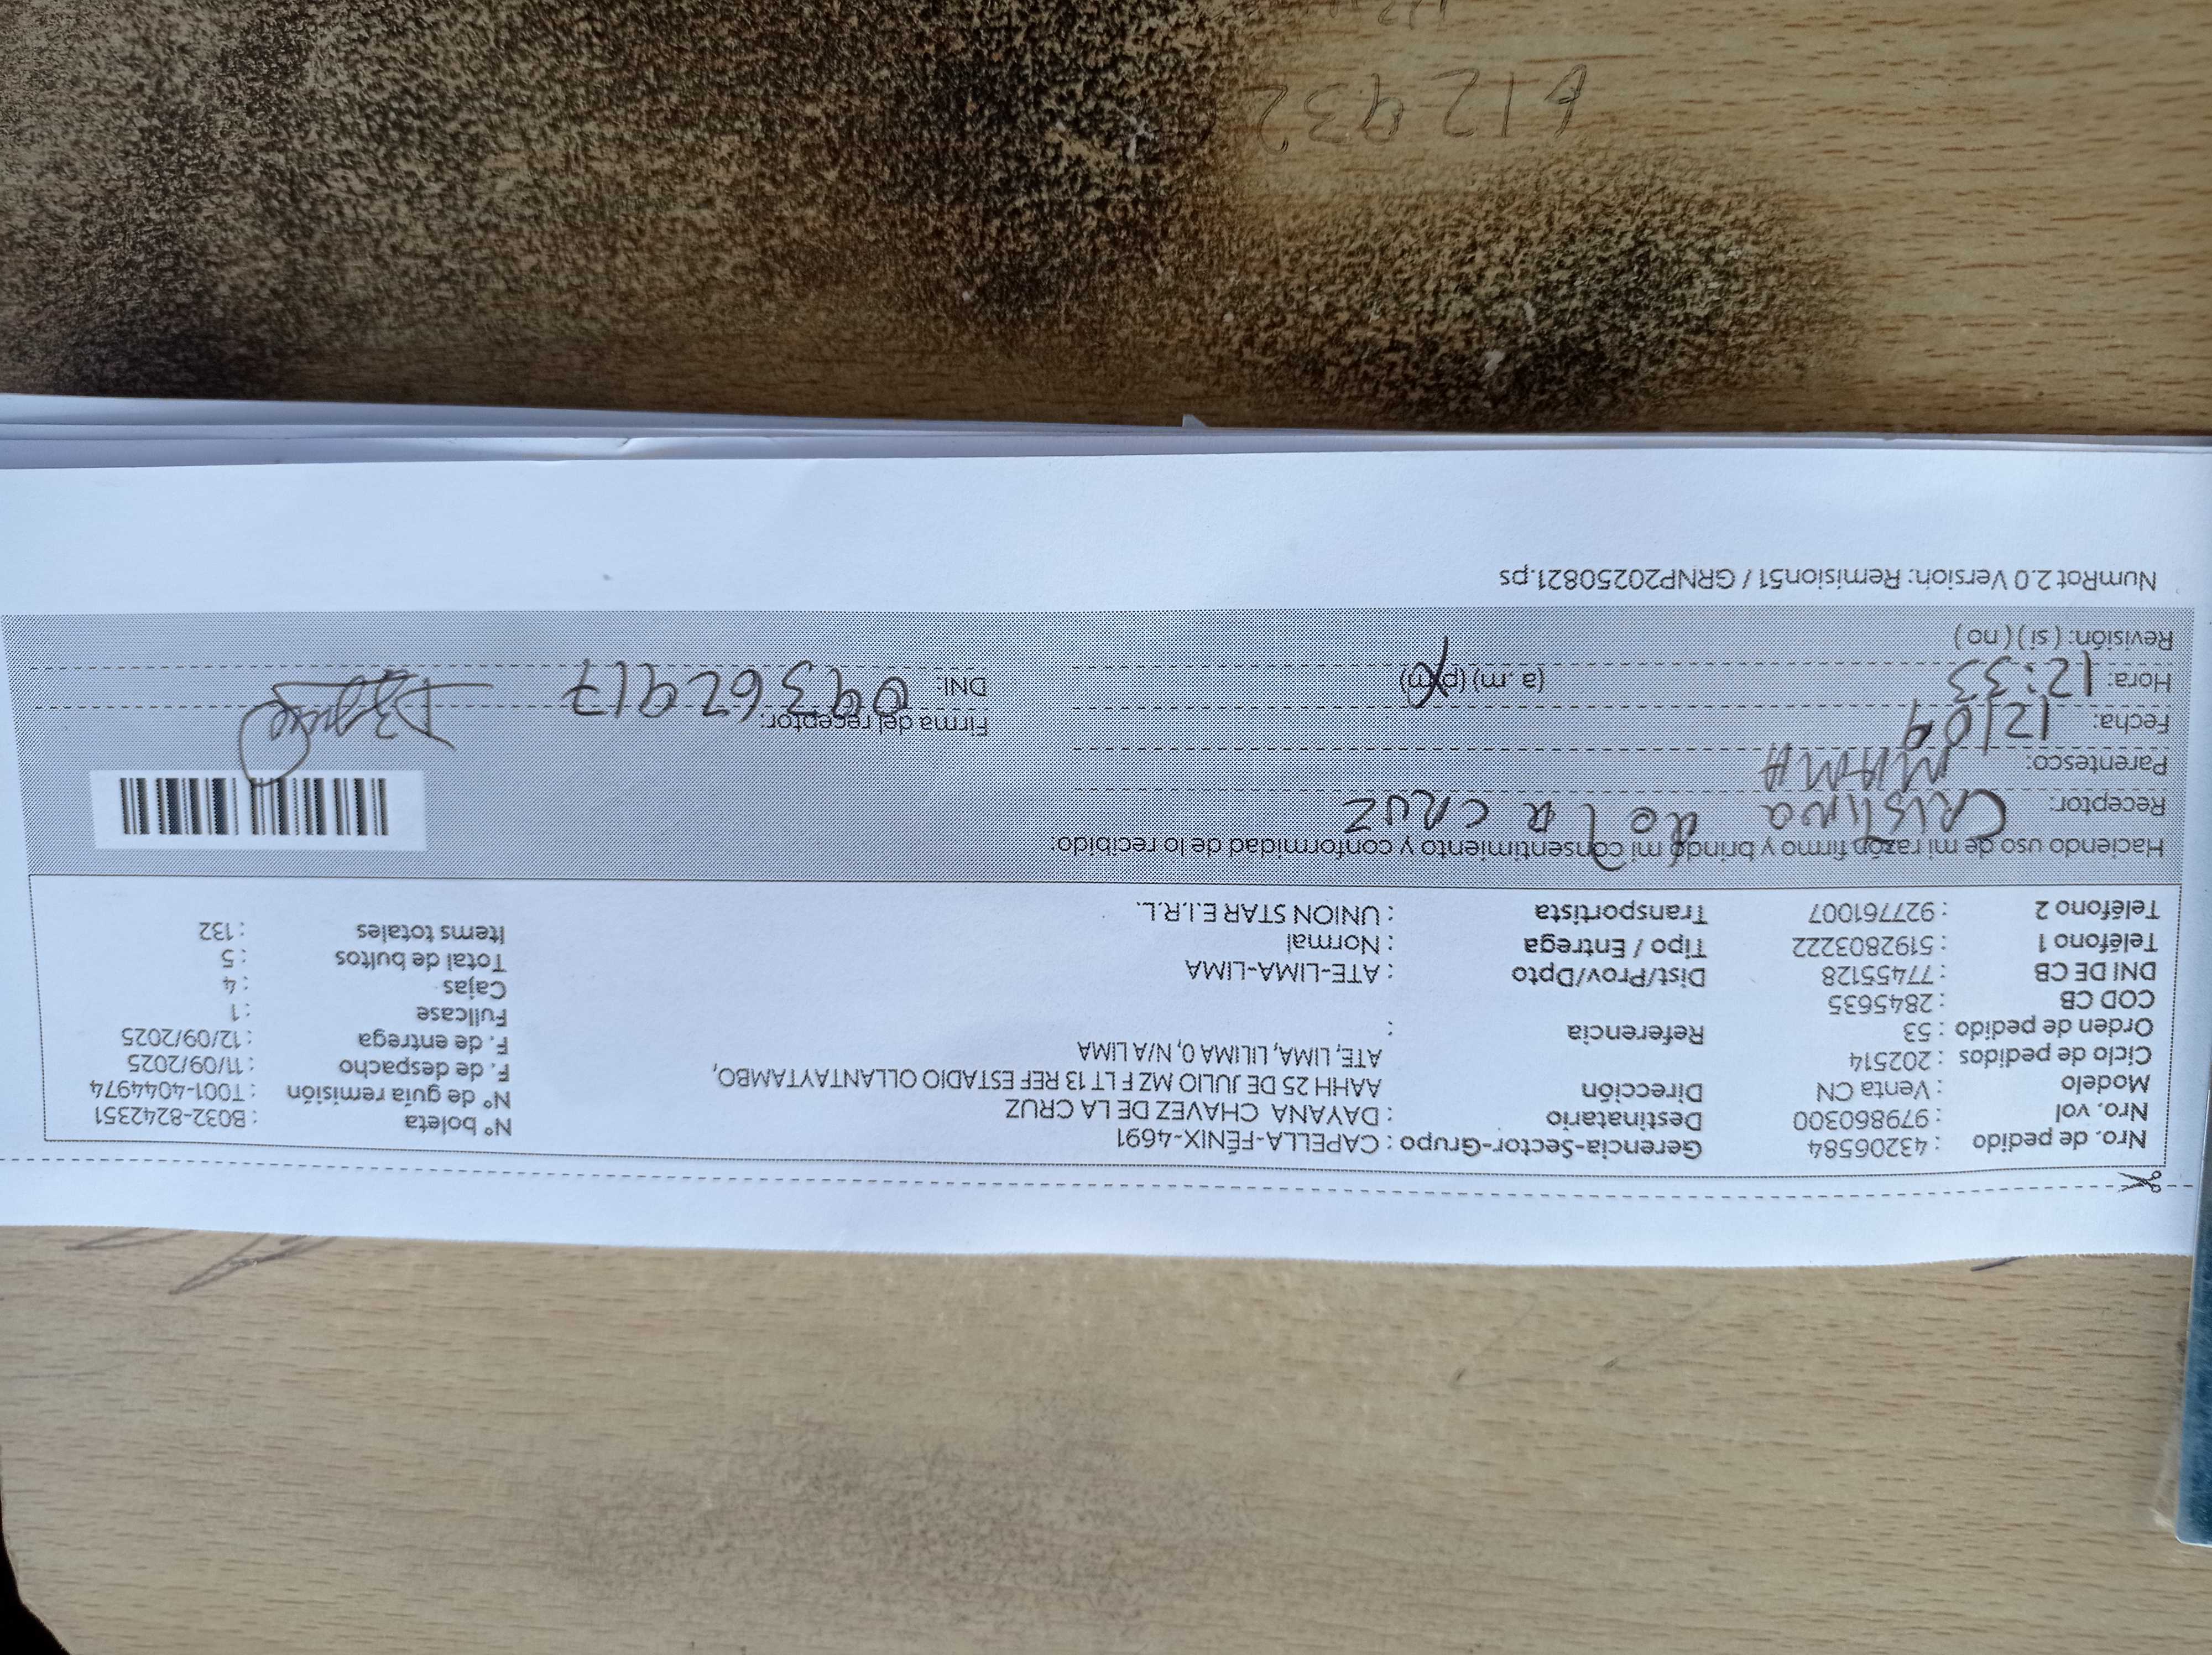 Nro. de pedido : 43206584 Gerencia-Sector-Grupo : CAPELLA-FÉNIX-4691 N° boleta : B032-8242351
Nro. vol : 979860300 Destinatario : DAYANA CHAVEZ DE LA CRUZ N° de guía remisión : T001-4044974
Modelo : Venta CN Dirección AAHH 25 DE JULIO MZ F LT 13 REF ESTADIO OLLANTAYTAMBO, F. de despacho : 11/09/2025
Ciclo de pedidos : 202514 ATE, LIMA, LILIMA 0, N/A LIMA F. de entrega : 12/09/2025
Orden de pedido : 53 Referencia : Fullcase : 1
COD CB : 2845635 Cajas : 4
DNI DE CB : 77455128 Dist/Prov/Dpto : ATE-LIMA-LIMA Total de bultos : 5
Teléfono 1 : 5192803222 Tipo / Entrega : Normal Items totales : 132
Teléfono 2 : 927761007 Transportista : UNION STAR E.I.R.L.
Haciendo uso de mi razón firmo y brindo mi consentimiento y conformidad de lo recibido:
Receptor: CRISTINA de la CRUZ
Parentesco: MAMA
Fecha: 12/09 Firma del receptor:
Hora: 12:33 (a.m) (p.m) DNI: 09362917
Revisión: (si) (no)
NumRot 2.0 Version: Remision51 / GRNP20250821.ps